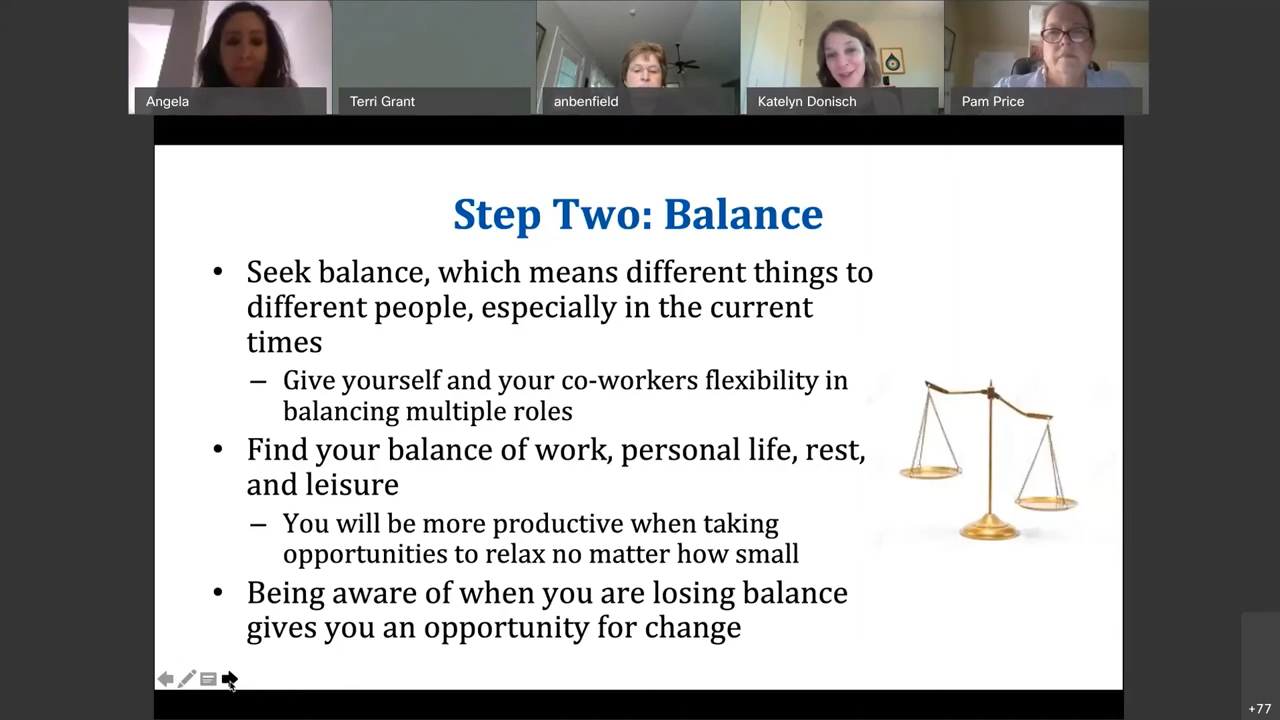 Angela
Terri Grant
anbenfield
Katelyn Donisch
Pam Price
Step Two: Balance
• Seek balance, which means different things to
different people, especially in the current
times
– Give yourself and your co-workers flexibility in
balancing multiple roles
• Find your balance of work, personal life, rest,
and leisure
– You will be more productive when taking
opportunities to relax no matter how small
• Being aware of when you are losing balance
gives you an opportunity for change
+77